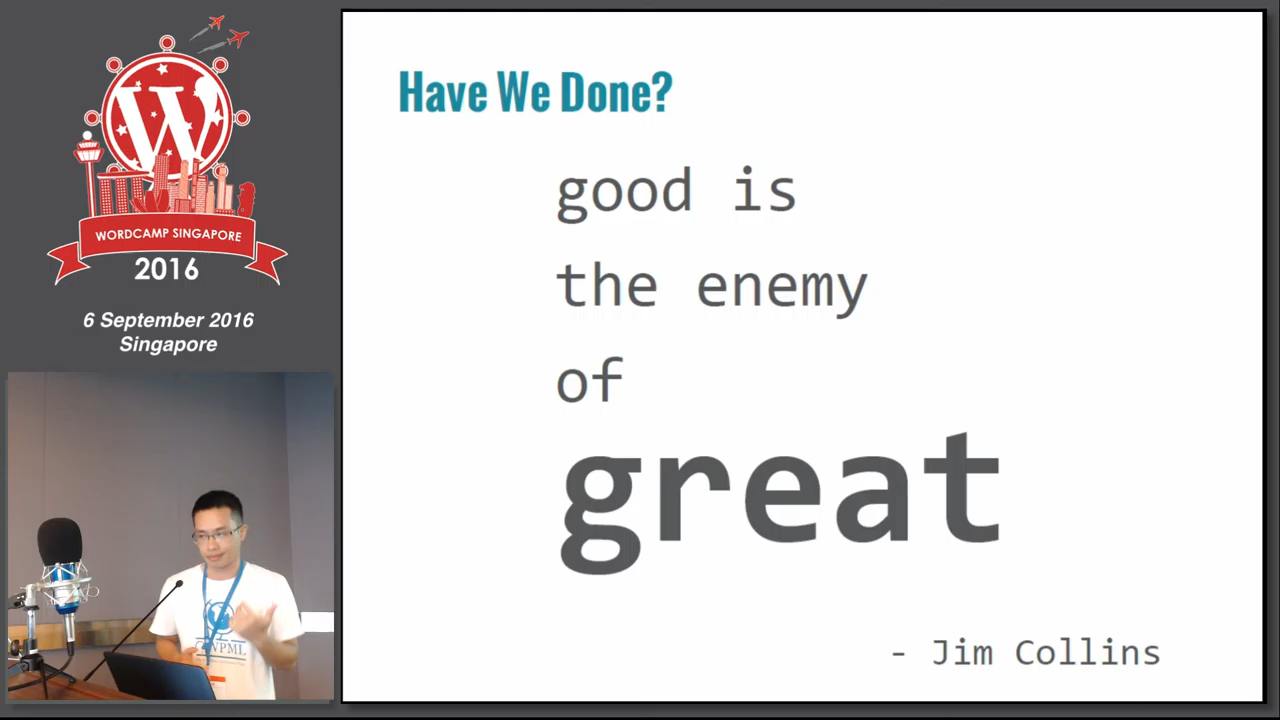 W
WORDCAMP SINGAPORE
2016
6 September 2016
Singapore
Have We Done?
good is
the enemy
of
great
- Jim Collins